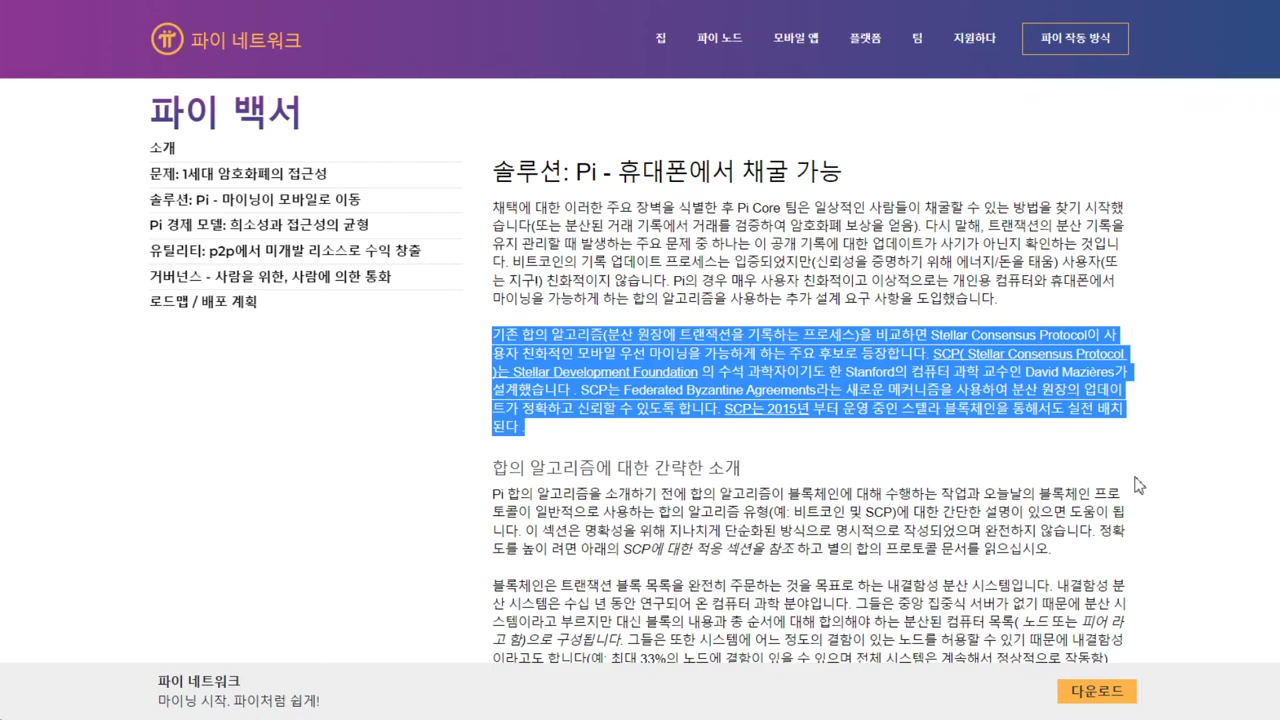 파이 네트워크
집 파이 노드 모바일 앱 플랫폼 팀 지원하다 파이 작동 방식
파이 백서
소개
문제: 1세대 암호화폐의 접근성
솔루션: Pi - 마이닝이 모바일로 이동
Pi 경제 모델: 희소성과 접근성의 균형
유틸리티: p2p에서 미개발 리소스로 수익 창출
거버넌스 - 사람을 위한, 사람에 의한 통화
로드맵 / 배포 계획
솔루션: Pi - 휴대폰에서 채굴 가능
채택에 대한 이러한 주요 장벽을 식별한 후 Pi Core 팀은 일상적인 사람들이 채굴할 수 있는 방법을 찾기 시작했
습니다(또는 분산된 거래 기록에서 거래를 검증하여 암호화폐 보상을 얻음). 다시 말해, 트랜잭션의 분산 기록을
유지 관리할 때 발생하는 주요 문제 중 하나는 이 공개 기록에 대한 업데이트가 사기가 아닌지 확인하는 것입니
다. 비트코인의 기록 업데이트 프로세스는 입증되었지만(신뢰성을 증명하기 위해 에너지/돈을 태움) 사용자(또
는 지구!) 친화적이지 않습니다. Pi의 경우 매우 사용자 친화적이고 이상적으로는 개인용 컴퓨터와 휴대폰에서
마이닝을 가능하게 하는 합의 알고리즘을 사용하는 추가 설계 요구 사항을 도입했습니다.
기존 합의 알고리즘(분산 원장에 트랜잭션을 기록하는 프로세스)을 비교하면 Stellar Consensus Protocol이 사
용자 친화적인 모바일 우선 마이닝을 가능하게 하는 주요 후보로 등장합니다. SCP( Stellar Consensus Protocol
)는 Stellar Development Foundation 의 수석 과학자이기도 한 Stanford의 컴퓨터 과학 교수인 David Mazières가
설계했습니다 . SCP는 Federated Byzantine Agreements라는 새로운 메커니즘을 사용하여 분산 원장의 업데이
트가 정확하고 신뢰할 수 있도록 합니다. SCP는 2015년 부터 운영 중인 스텔라 블록체인을 통해서도 실전 배치
된다 .
합의 알고리즘에 대한 간략한 소개
Pi 합의 알고리즘을 소개하기 전에 합의 알고리즘이 블록체인에 대해 수행하는 작업과 오늘날의 블록체인 프로
토콜이 일반적으로 사용하는 합의 알고리즘 유형(예: 비트코인 및 SCP)에 대한 간단한 설명이 있으면 도움이 됩
니다. 이 섹션은 명확성을 위해 지나치게 단순화된 방식으로 명시적으로 작성되었으며 완전하지 않습니다. 정확
도를 높이 려면 아래의 SCP에 대한 적응 섹션을 참조 하고 별의 합의 프로토콜 문서를 읽으십시오.
블록체인은 트랜잭션 블록 목록을 완전히 주문하는 것을 목표로 하는 내결함성 분산 시스템입니다. 내결함성 분
산 시스템은 수십 년 동안 연구되어 온 컴퓨터 과학 분야입니다. 그들은 중앙 집중식 서버가 없기 때문에 분산 시
스템이라고 부르지만 대신 블록의 내용과 총 순서에 대해 합의해야 하는 분산된 컴퓨터 목록( 노드 또는 피어 라
고 함)으로 구성됩니다. 그들은 또한 시스템에 어느 정도의 결함이 있는 노드를 허용할 수 있기 때문에 내결함성
이라고도 합니다(예: 최대 33%의 노드에 결함이 있을 수 있으며 전체 시스템은 계속해서 정상적으로 작동함)
파이 네트워크
마이닝 시작, 파이처럼 쉽게!
다운로드